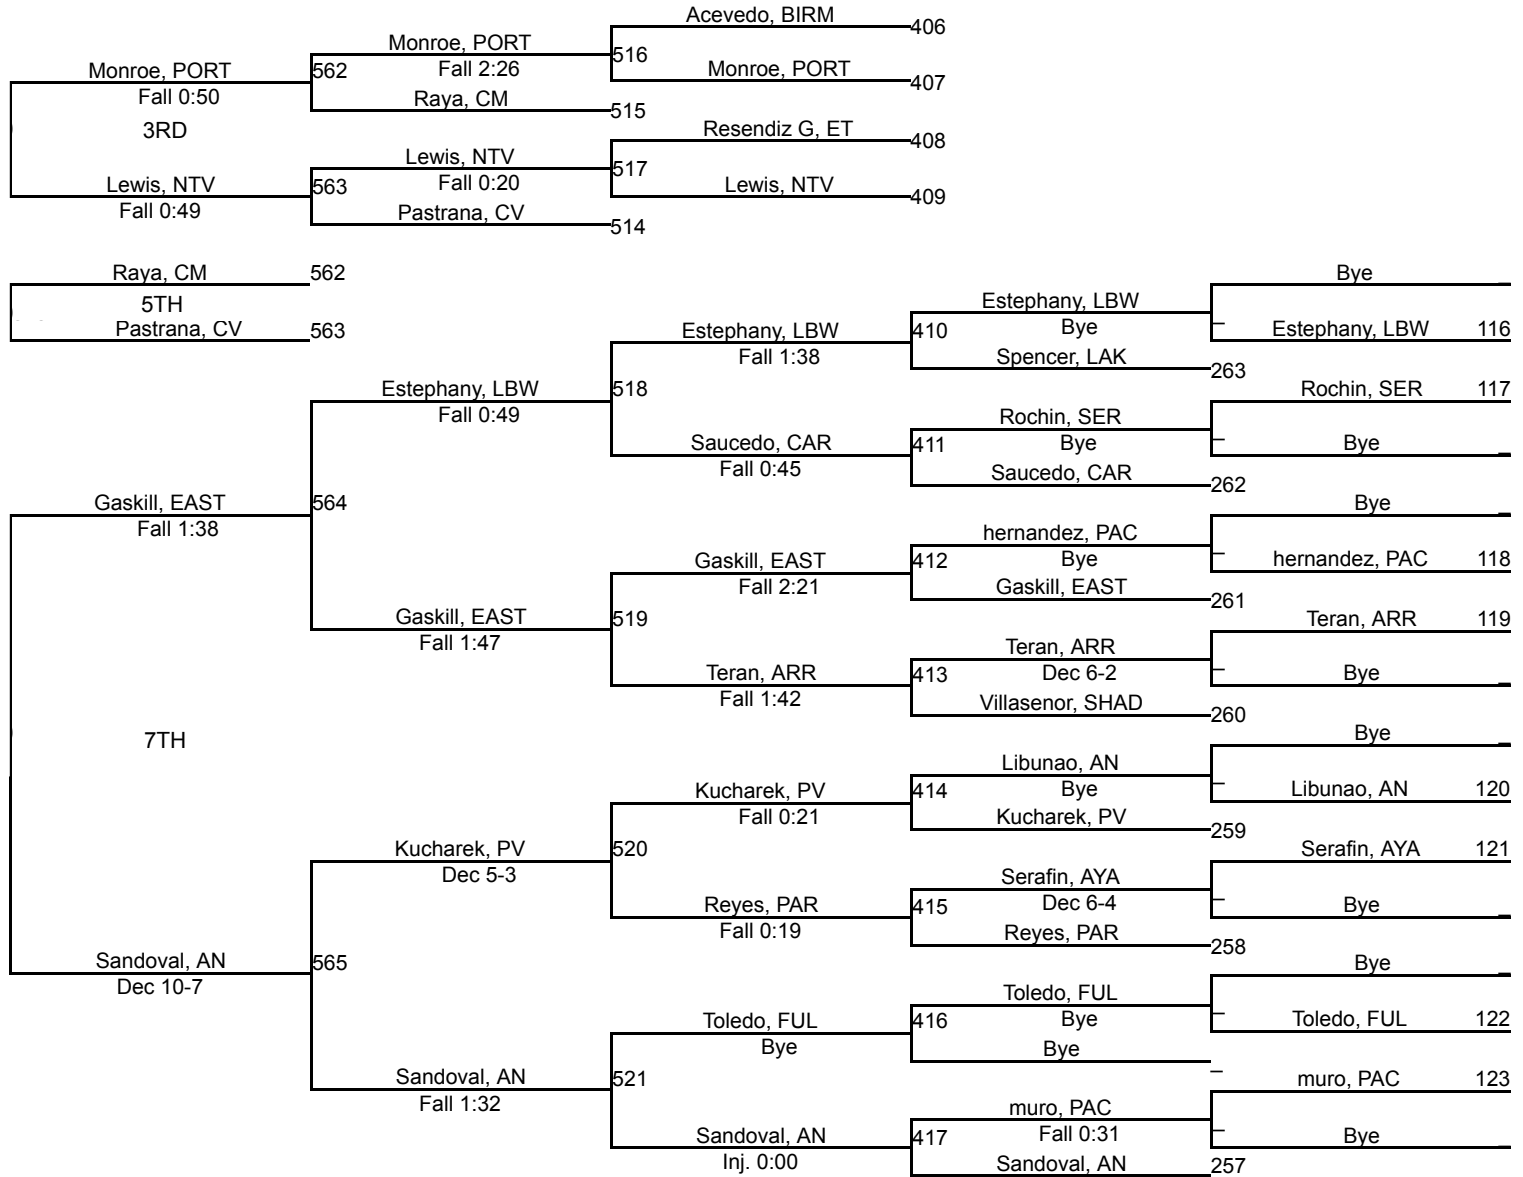 Acevedo, BIRM
406
Monroe, PORT
516
Monroe, PORT
562
Fall 2:26
Monroe, PORT
407
Fall 0:50
Raya, CM
515
3RD
Resendiz G, ET
408
Lewis, NTV
517
Lewis, NTV
563
Fall 0:20
Lewis, NTV
409
Fall 0:49
Pastrana, CV
514
Raya, CM
562
Bye
_
5TH
Estephany, LBW
Pastrana, CV
563
Estephany, LBW
410
Bye
_
Estephany, LBW
116
Fall 1:38
Spencer, LAK
263
Estephany, LBW
518
Rochin, SER
117
Fall 0:49
Rochin, SER
Saucedo, CAR
411
Bye
_
Bye
_
Fall 0:45
Saucedo, CAR
262
Gaskill, EAST
564
Bye
_
Fall 1:38
hernandez, PAC
Gaskill, EAST
412
Bye
_
hernandez, PAC
118
Fall 2:21
Gaskill, EAST
261
Gaskill, EAST
519
Teran, ARR
119
Fall 1:47
Teran, ARR
Teran, ARR
413
Dec 6-2
_
Bye
_
Fall 1:42
Villasenor, SHAD
260
7TH
Bye
_
Libunao, AN
Kucharek, PV
414
Bye
_
Libunao, AN
120
Fall 0:21
Kucharek, PV
259
Kucharek, PV
520
Serafin, AYA
121
Dec 5-3
Serafin, AYA
Reyes, PAR
415
Dec 6-4
_
Bye
_
Fall 0:19
Reyes, PAR
258
Sandoval, AN
565
Bye
_
Dec 10-7
Toledo, FUL
Toledo, FUL
416
Bye
_
Toledo, FUL
122
Bye
Bye
_
Sandoval, AN
521
muro, PAC
123
Fall 1:32
muro, PAC
Sandoval, AN
417
Fall 0:31
_
Bye
_
Inj. 0:00
Sandoval, AN
257